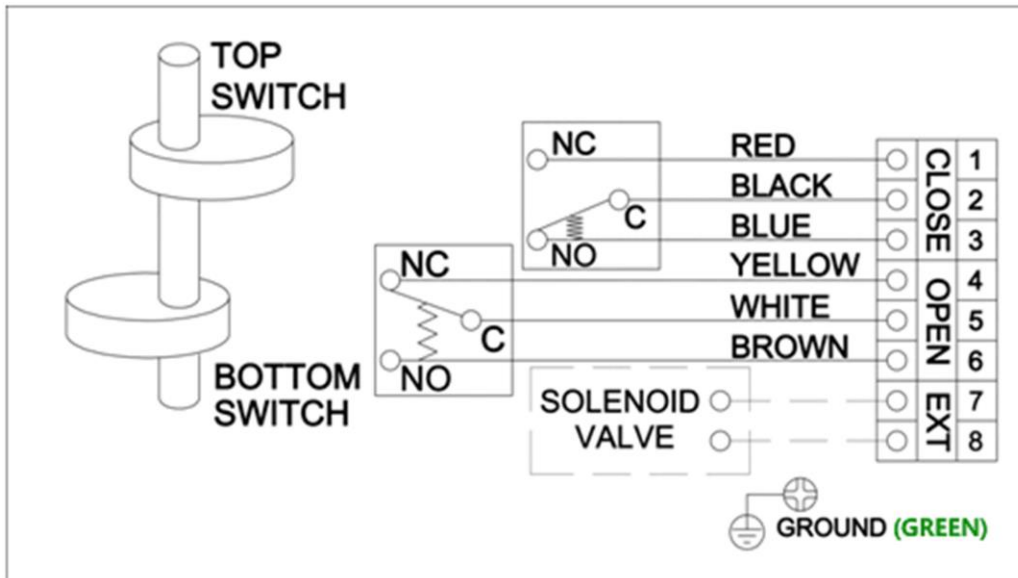 TOP
SWITCH
NC
C
NO
RED
BLACK
BLUE
YELLOW
WHITE
BROWN
CLOSE
OPEN
EXT
1
2
3
4
5
6
7
8
NC
C
NO
BOTTOM
SWITCH
SOLENOID
VALVE
GROUND (GREEN)